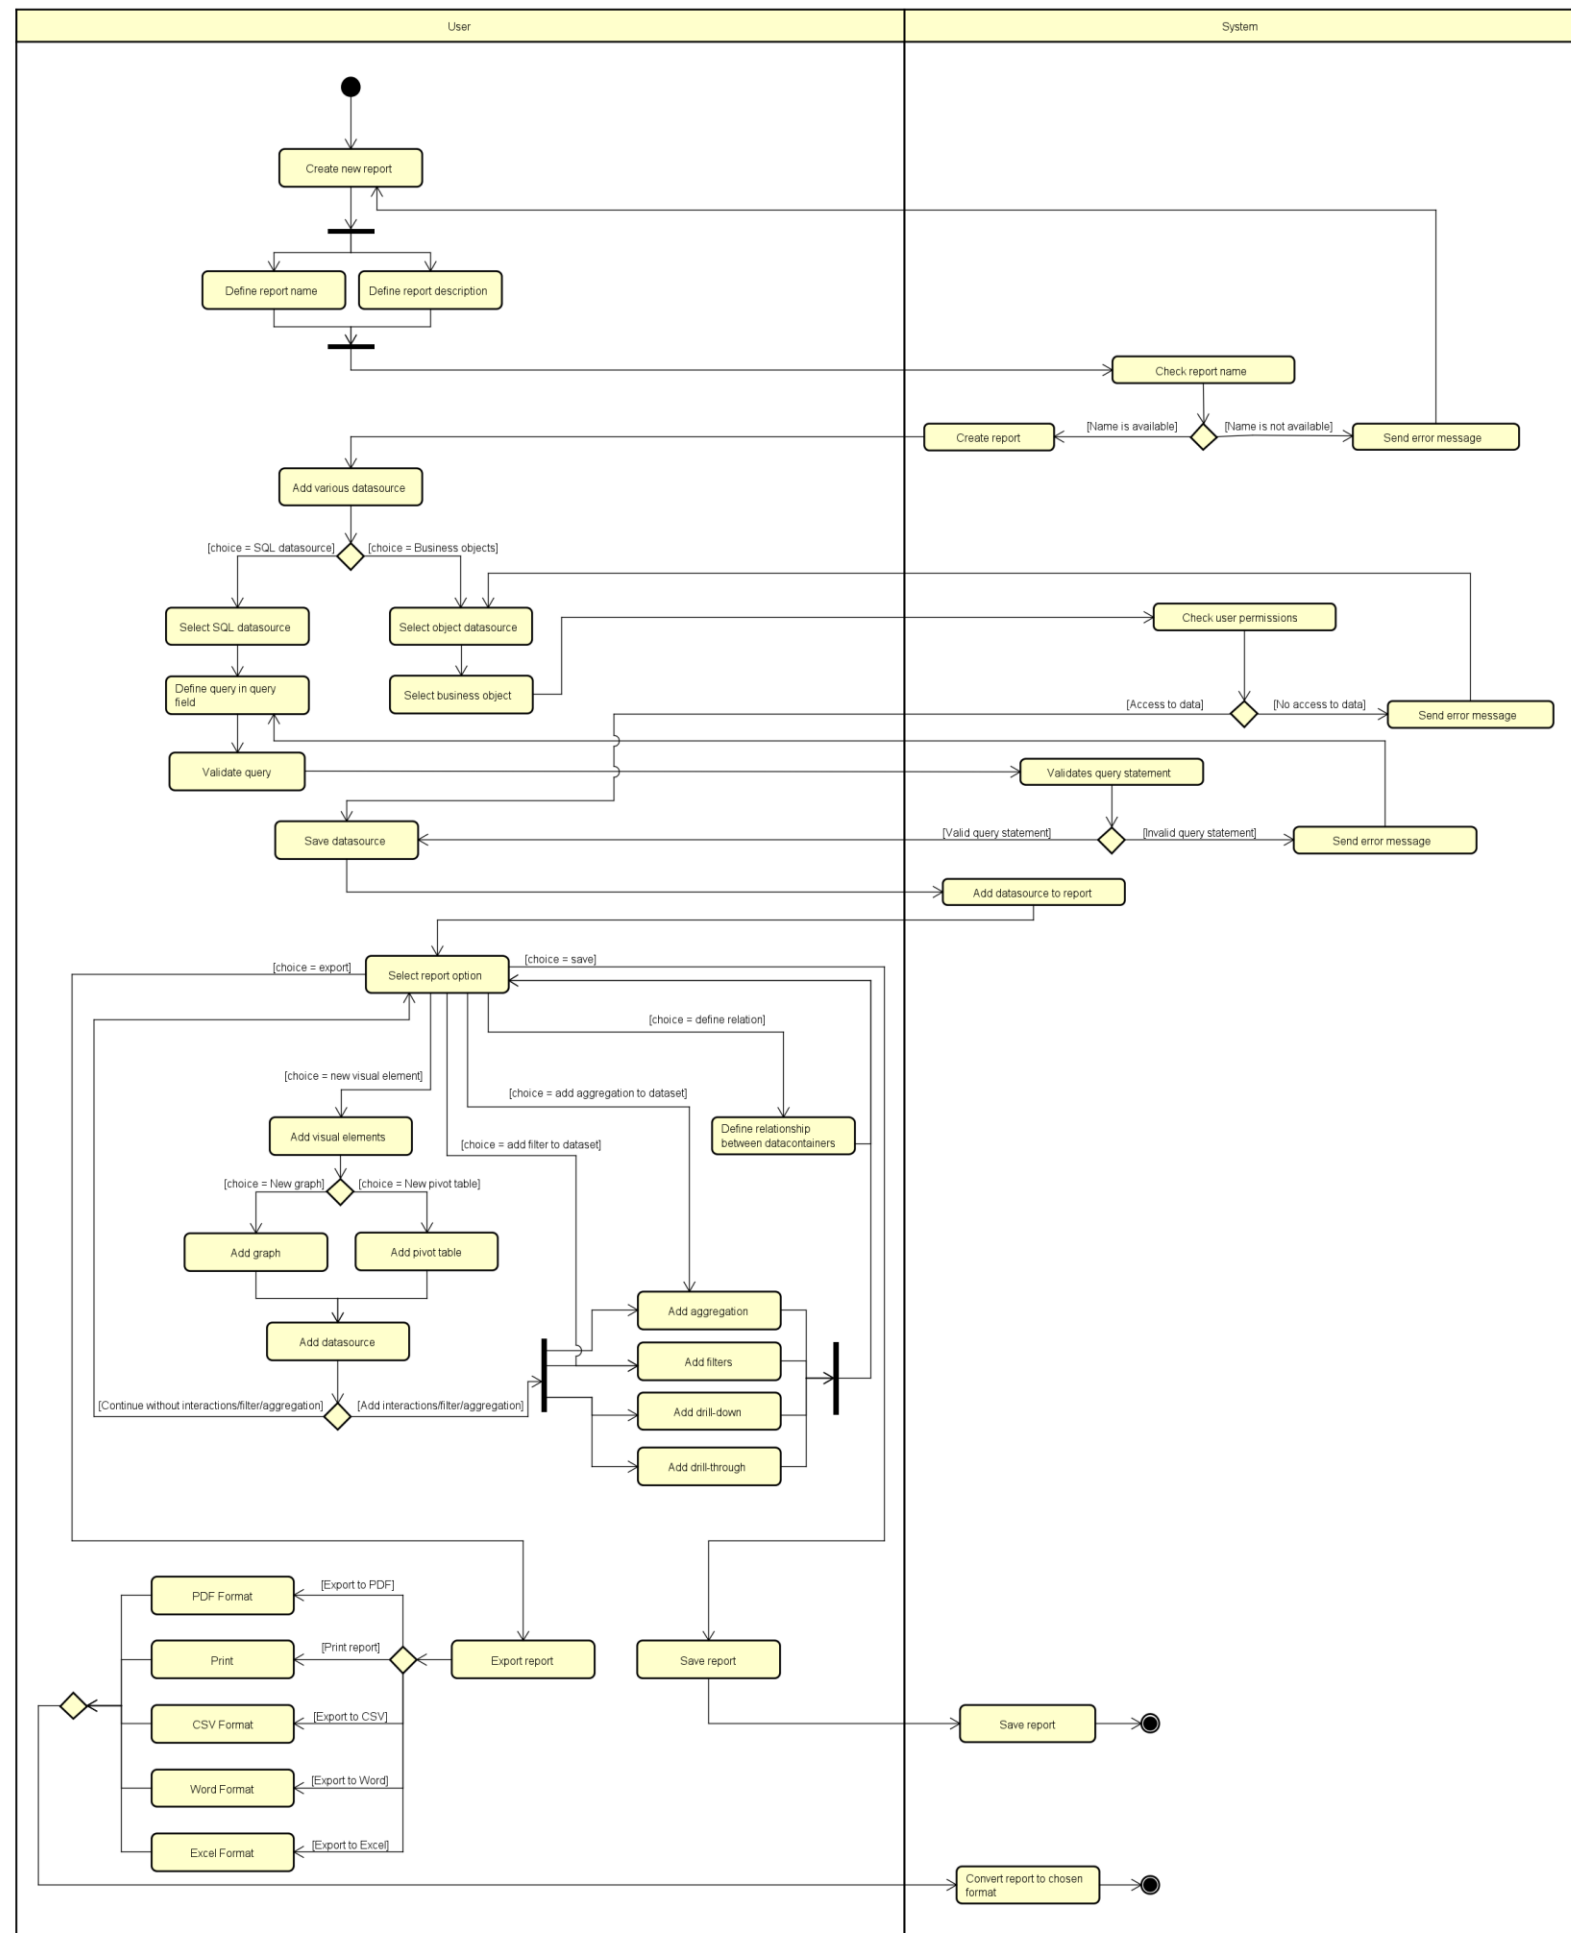 User
System
Create new report
Define report name
Define report description
Check report name
[Name is available]
[Name is not available]
Create report
Send error message
Add various datasource
[choice = SQL datasource]
[choice = Business objects]
Select SQL datasource
Select object datasource
Check user permissions
Define query in query
field
Select business object
[Access to data]
[No access to data]
Send error message
Validate query
Validates query statement
Save datasource
[Valid query statement]
[Invalid query statement]
Send error message
Add datasource to report
[choice = export]
Select report option
[choice = save]
[choice = define relation]
[choice = new visual element]
[choice = add aggregation to dataset]
Add visual elements
[choice = add filter to dataset]
Define relationship
between datacontainers
[choice = New graph]
[choice = New pivot table]
Add graph
Add pivot table
Add aggregation
Add datasource
Add filters
[Continue without interactions/filter/aggregation]
[Add interactions/filter/aggregation]
Add drill-down
Add drill-through
PDF Format
[Export to PDF]
Print
[Print report]
Export report
Save report
CSV Format
[Export to CSV]
Save report
Word Format
[Export to Word]
Excel Format
[Export to Excel]
Convert report to chosen
format